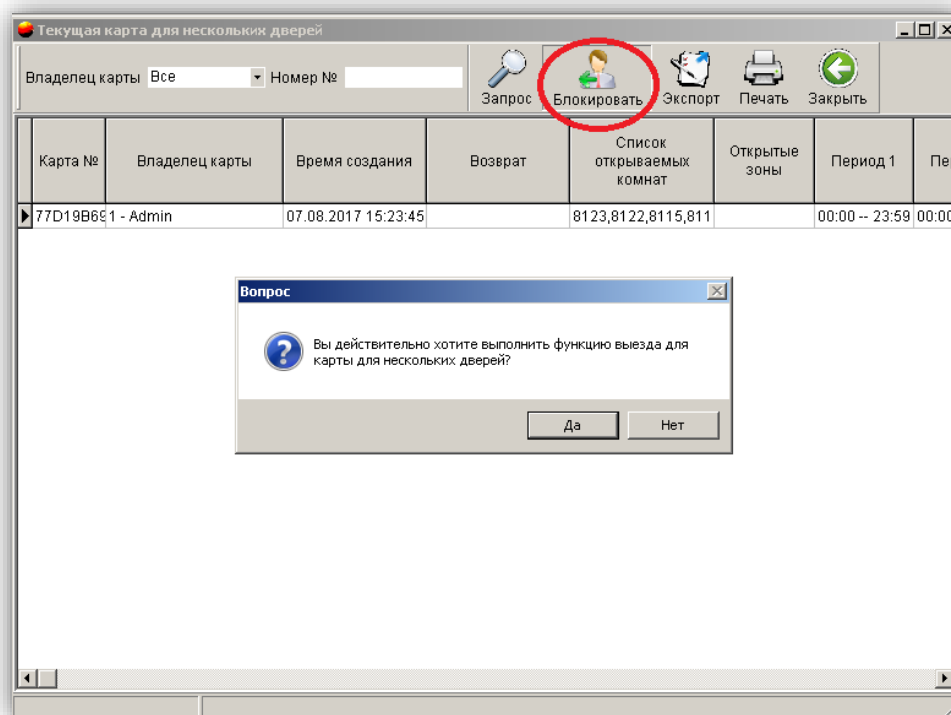 Текущая карта для нескольких дверей
Владелец карты Все Номер №
Запрос Блокировать Экспорт Печать Закрыть
Карта № Владелец карты Время создания Возврат Список открываемых комнат Открытые зоны Период 1 Пе
77D19B69 1 - Admin 07.08.2017 15:23:45 8123,8122,8115,811 00:00 -- 23:59 00:00
Вопрос
Вы действительно хотите выполнить функцию выезда для
карты для нескольких дверей?
Да Нет